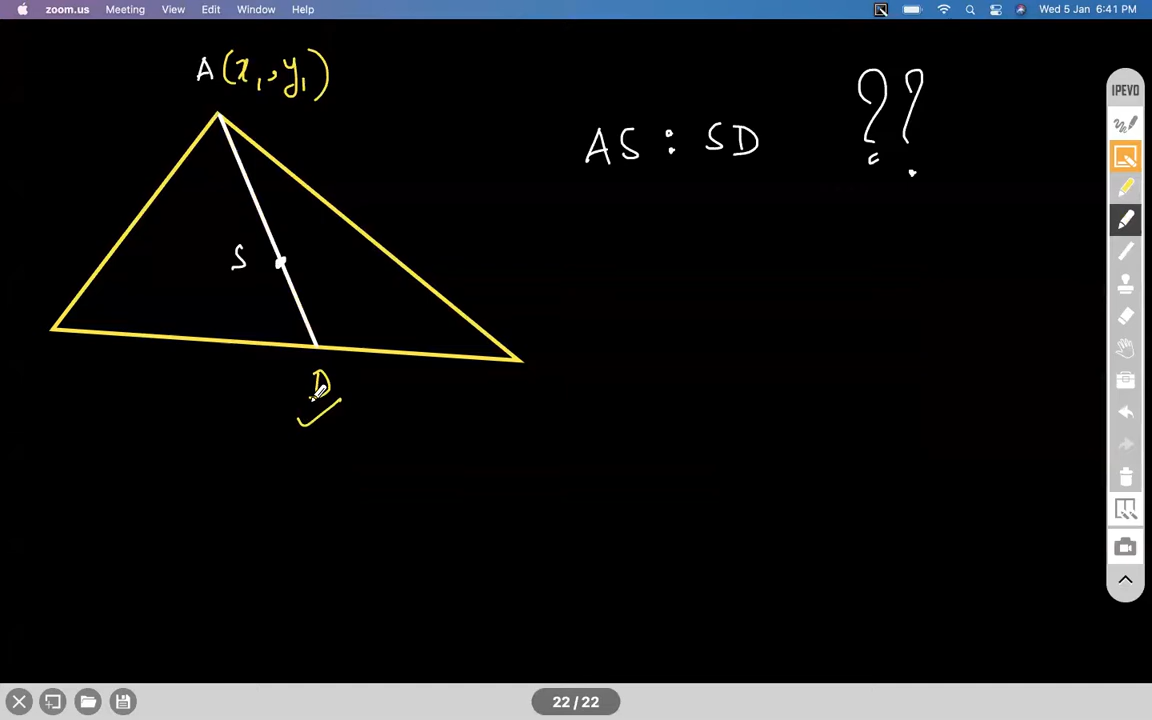 zoom.us Meeting View Edit Window Help Wed 5 Jan 6:41 PM
A (x₁, y₁)
AS : SD ??
IPEVO
S
D
22 / 22